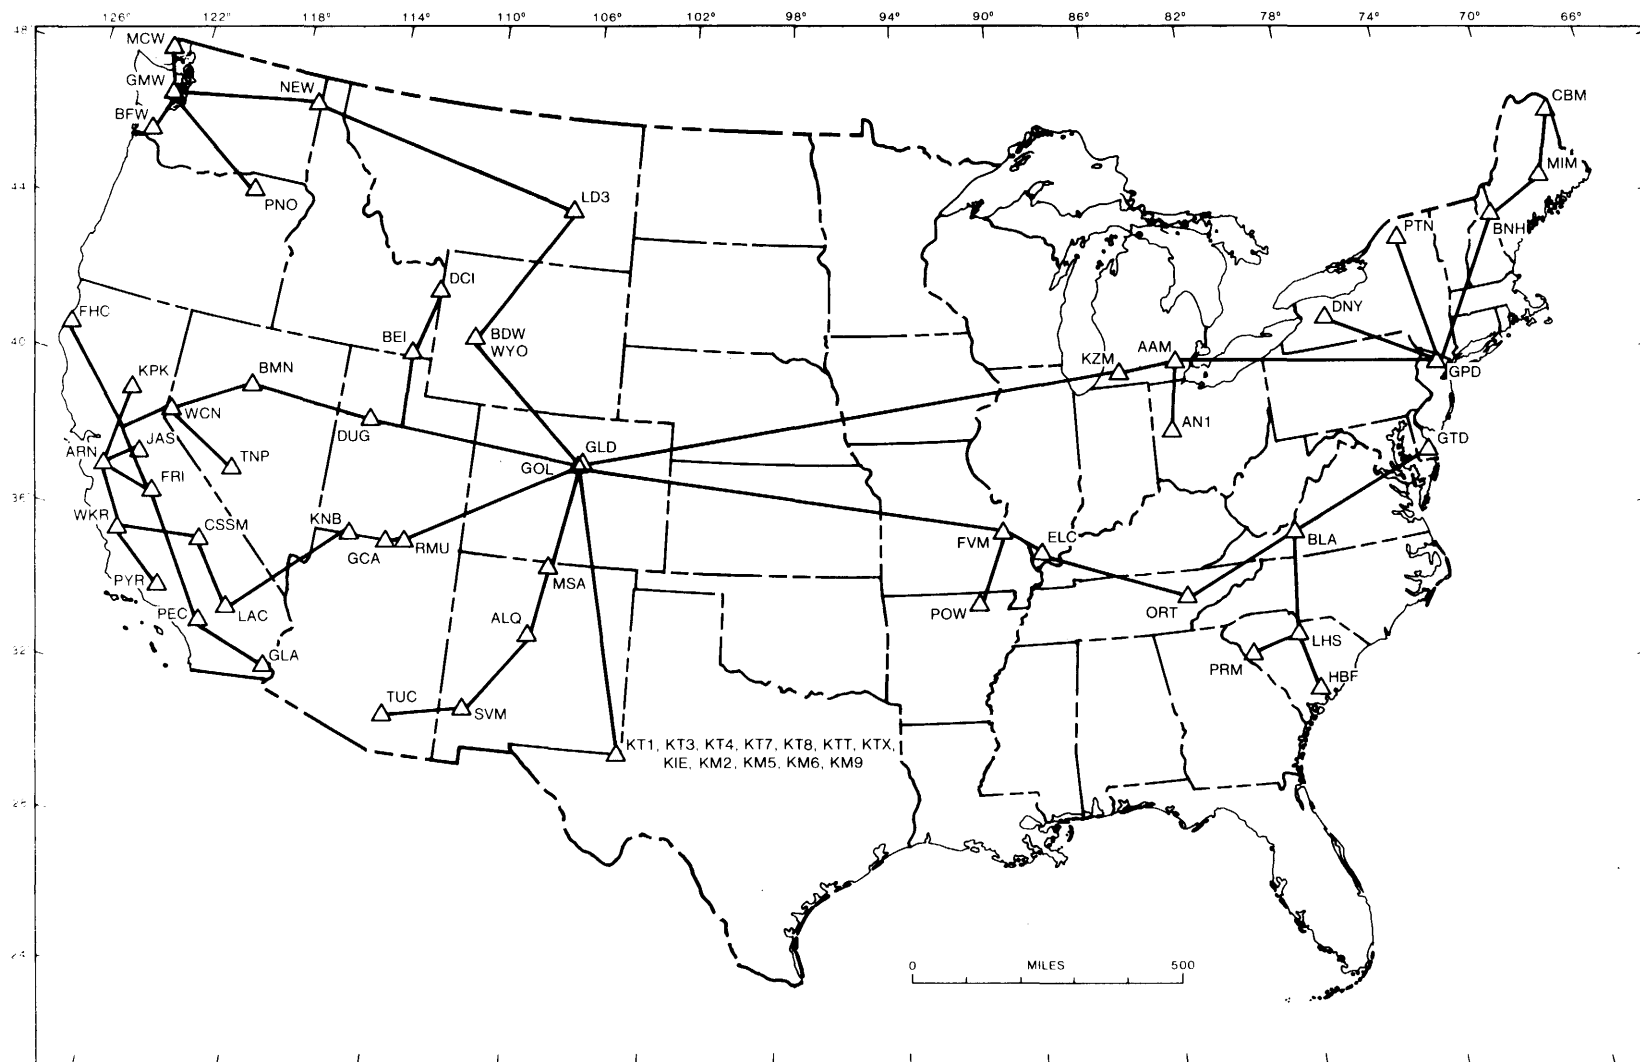 126° 122° 118° 114° 110° 106° 102° 98° 94° 90° 86° 82° 78° 74° 70° 66°
48
MCW
GMW
NEW
BFW
CBM
MIM
44
PNO
LD3
PTN
BNH
DCI
FHC
DNY
BEI
BDW
WYO
40
KPK
BMN
KZM
AAM
GPD
WCN
DUG
AN1
JAS
ARN
TNP
GOL
GLD
GTD
FRI
36
WKR
CSSM
KNB
GCA
RMU
FVM
ELC
BLA
PYR
MSA
PEC
LAC
ALQ
POW
ORT
GLA
LHS
32
PRM
HBF
TUC
SVM
KT1, KT3, KT4, KT7, KT8, KTT, KTX,
KIE, KM2, KM5, KM6, KM9
0 MILES 500